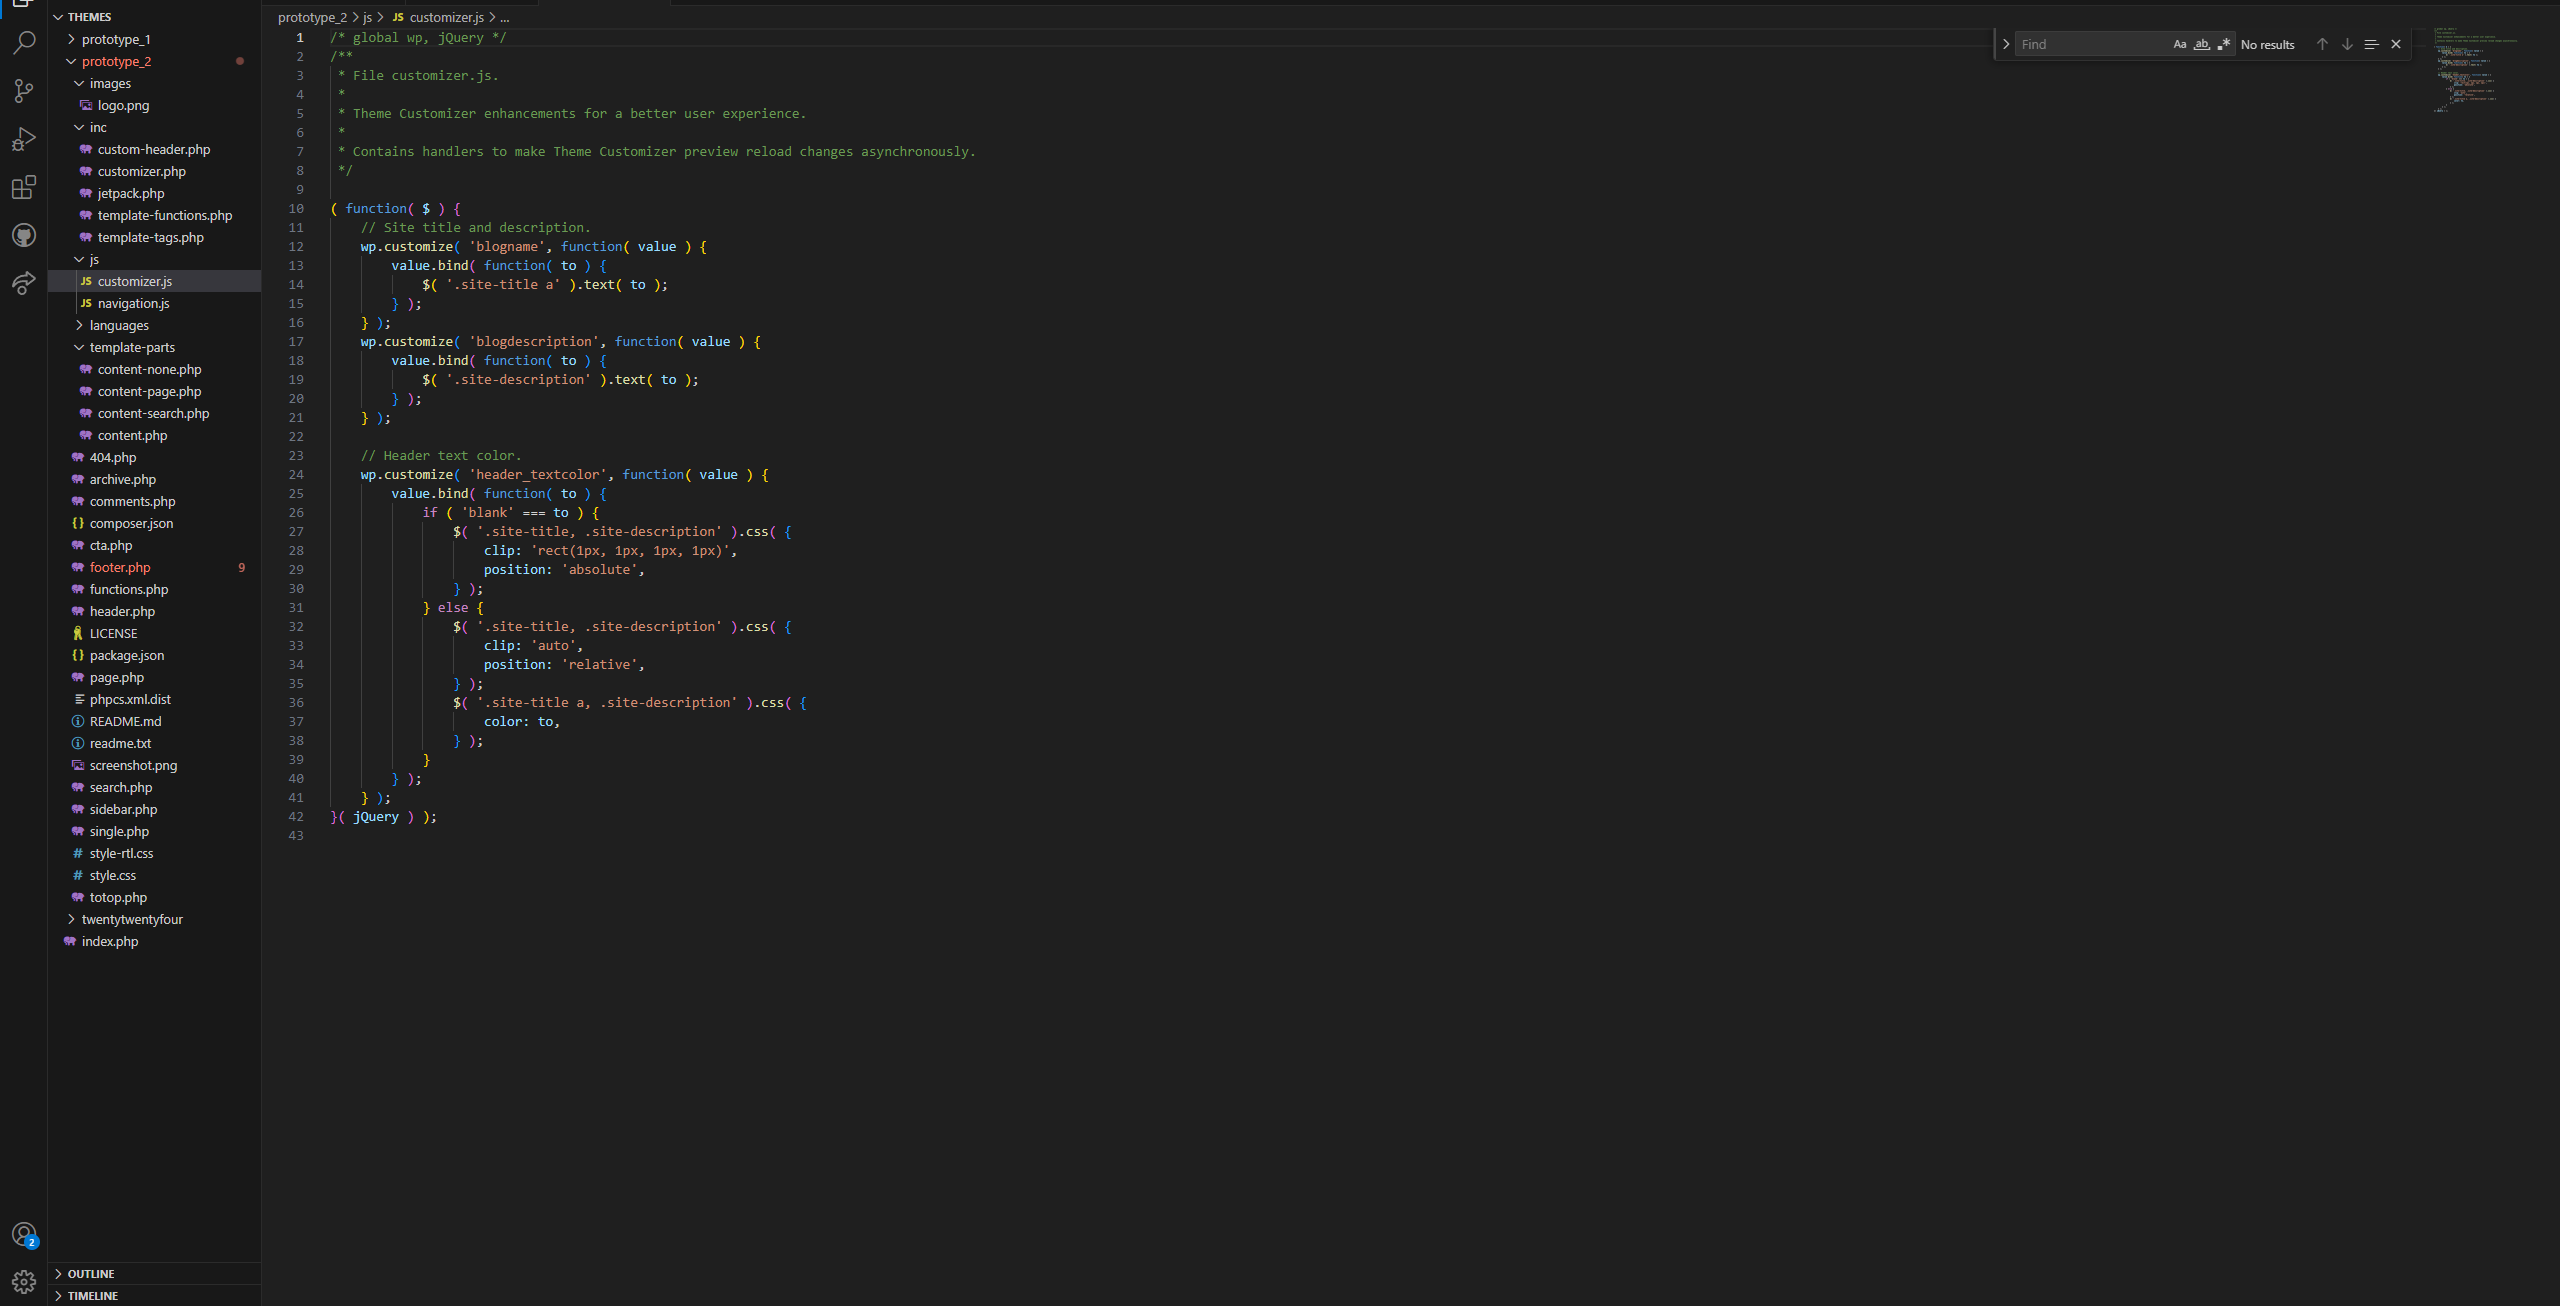 THEMES
prototype_1
prototype_2
images
logo.png
inc
custom-header.php
customizer.php
jetpack.php
template-functions.php
template-tags.php
js
JS customizer.js
JS navigation.js
languages
template-parts
content-none.php
content-page.php
content-search.php
content.php
404.php
archive.php
comments.php
{} composer.json
cta.php
footer.php 9
functions.php
header.php
LICENSE
{} package.json
page.php
phpcs.xml.dist
README.md
readme.txt
screenshot.png
search.php
sidebar.php
single.php
# style-rtl.css
# style.css
totop.php
twentytwentyfour
index.php
2
OUTLINE
TIMELINE
prototype_2 > js > JS customizer.js > ...
Find Aa ab No results
1 /* global wp, jQuery */
2 /**
3 * File customizer.js.
4 *
5 * Theme Customizer enhancements for a better user experience.
6 *
7 * Contains handlers to make Theme Customizer preview reload changes asynchronously.
8 */
9
10 ( function( $ ) {
11 // Site title and description.
12 wp.customize( 'blogname', function( value ) {
13 value.bind( function( to ) {
14 $( '.site-title a' ).text( to );
15 } );
16 } );
17 wp.customize( 'blogdescription', function( value ) {
18 value.bind( function( to ) {
19 $( '.site-description' ).text( to );
20 } );
21 } );
22
23 // Header text color.
24 wp.customize( 'header_textcolor', function( value ) {
25 value.bind( function( to ) {
26 if ( 'blank' === to ) {
27 $( '.site-title, .site-description' ).css( {
28 clip: 'rect(1px, 1px, 1px, 1px)',
29 position: 'absolute',
30 } );
31 } else {
32 $( '.site-title, .site-description' ).css( {
33 clip: 'auto',
34 position: 'relative',
35 } );
36 $( '.site-title a, .site-description' ).css( {
37 color: to,
38 } );
39 }
40 } );
41 } );
42 }( jQuery ) );
43